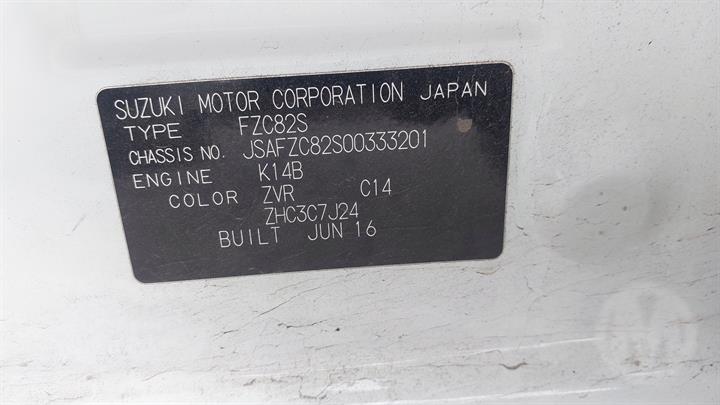 SUZUKI MOTOR CORPORATION JAPAN
TYPE FZC82S
CHASSIS NO. JSAFZC82S00333201
ENGINE K14B
COLOR ZVR C14
ZHC3C7J24
BUILT JUN 16